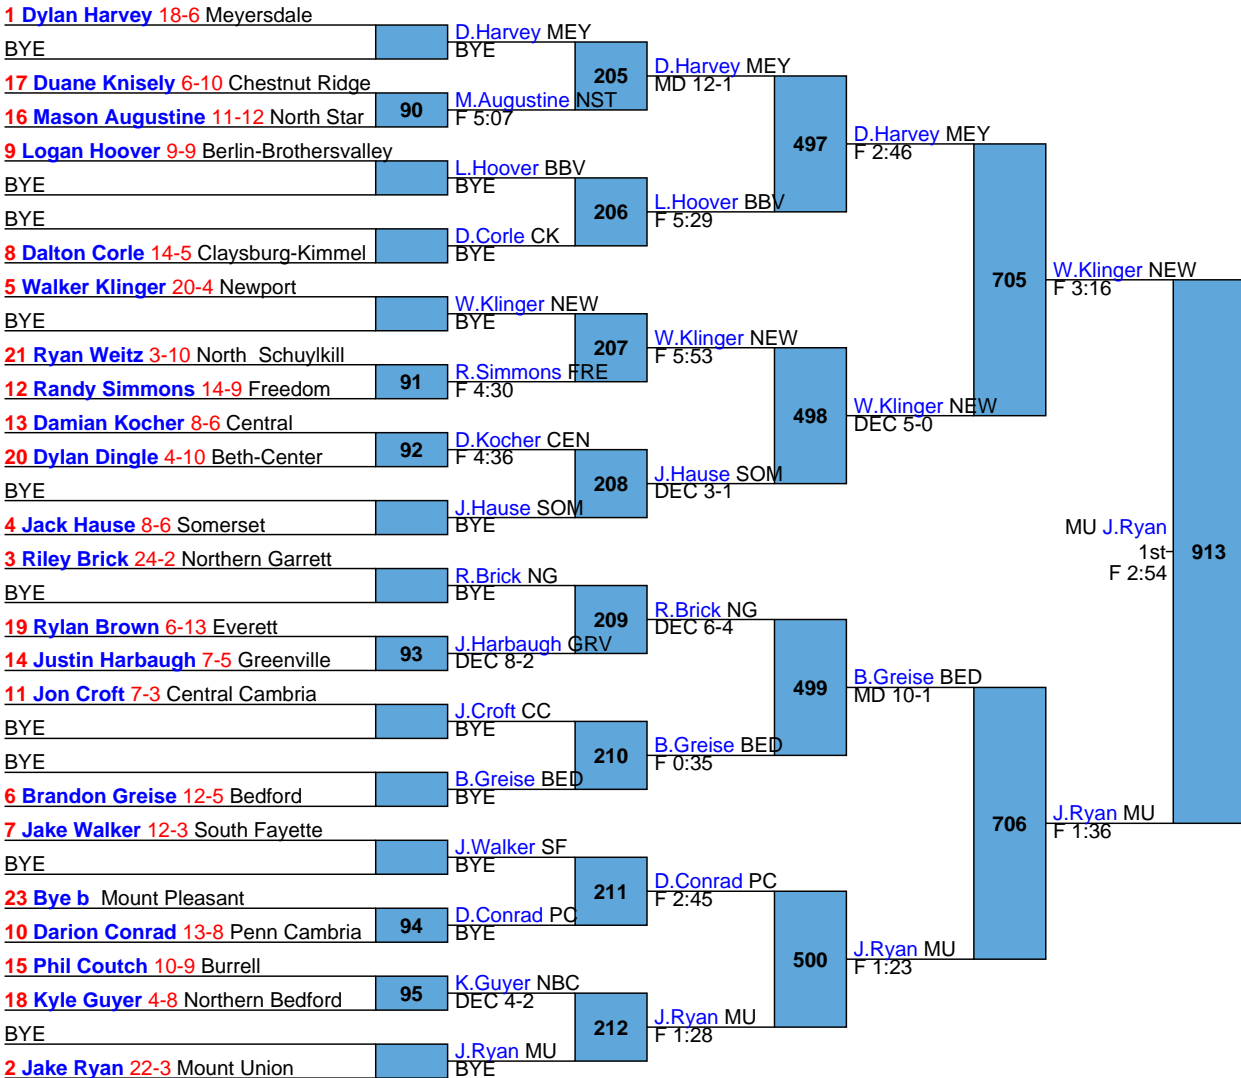 1 Dylan Harvey 18-6 Meyersdale
BYE
17 Duane Knisely 6-10 Chestnut Ridge
16 Mason Augustine 11-12 North Star
9 Logan Hoover 9-9 Berlin-Brothersvalley
BYE
BYE
8 Dalton Corle 14-5 Claysburg-Kimmel
5 Walker Klinger 20-4 Newport
BYE
21 Ryan Weitz 3-10 North Schuylkill
12 Randy Simmons 14-9 Freedom
13 Damian Kocher 8-6 Central
20 Dylan Dingle 4-10 Beth-Center
BYE
4 Jack Hause 8-6 Somerset
3 Riley Brick 24-2 Northern Garrett
BYE
19 Rylan Brown 6-13 Everett
14 Justin Harbaugh 7-5 Greenville
11 Jon Croft 7-3 Central Cambria
BYE
BYE
6 Brandon Greise 12-5 Bedford
7 Jake Walker 12-3 South Fayette
BYE
23 Bye b Mount Pleasant
10 Darion Conrad 13-8 Penn Cambria
15 Phil Coutch 10-9 Burrell
18 Kyle Guyer 4-8 Northern Bedford
BYE
2 Jake Ryan 22-3 Mount Union
90
91
92
93
94
95
D.Harvey MEY
BYE
M.Augustine NST
F 5:07
L.Hoover BBV
BYE
D.Corle CK
BYE
W.Klinger NEW
BYE
R.Simmons FRE
F 4:30
D.Kocher CEN
F 4:36
J.Hause SOM
BYE
R.Brick NG
BYE
J.Harbaugh GRV
DEC 8-2
J.Croft CC
BYE
B.Greise BED
BYE
J.Walker SF
BYE
D.Conrad PC
BYE
K.Guyer NBC
DEC 4-2
J.Ryan MU
BYE
205
206
207
208
209
210
211
212
D.Harvey MEY
MD 12-1
L.Hoover BBV
F 5:29
W.Klinger NEW
F 5:53
J.Hause SOM
DEC 3-1
R.Brick NG
DEC 6-4
B.Greise BED
F 0:35
D.Conrad PC
F 2:45
J.Ryan MU
F 1:28
497
498
499
500
D.Harvey MEY
F 2:46
W.Klinger NEW
DEC 5-0
B.Greise BED
MD 10-1
J.Ryan MU
F 1:23
705
706
W.Klinger NEW
F 3:16
J.Ryan MU
F 1:36
MU J.Ryan
1st
F 2:54
913